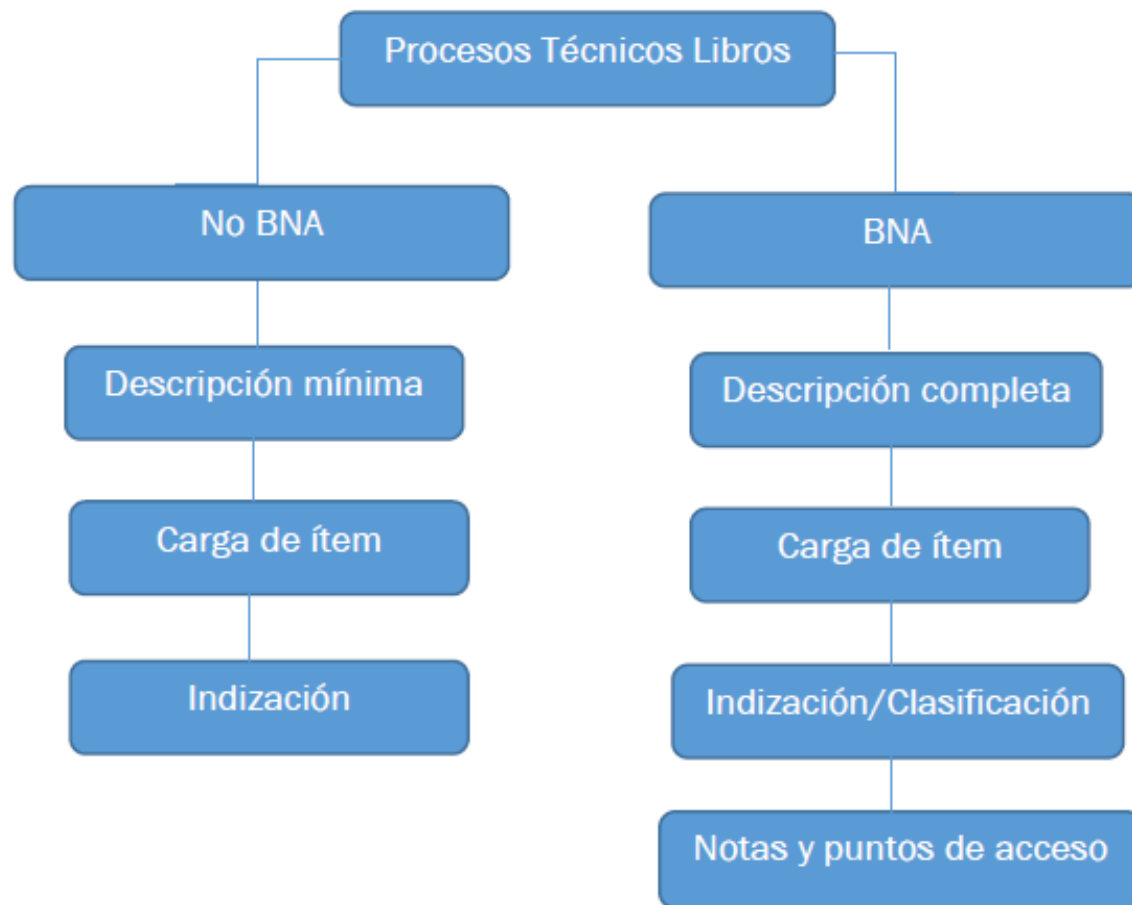 Procesos Técnicos Libros
No BNA
BNA
Descripción mínima
Descripción completa
Carga de ítem
Carga de ítem
Indización
Indización/Clasificación
Notas y puntos de acceso